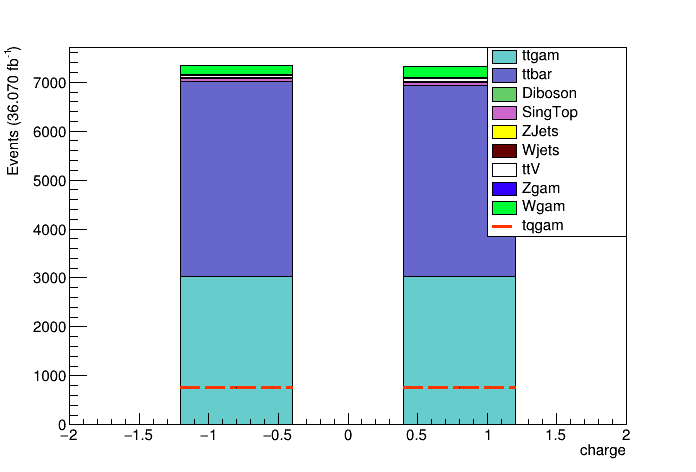 Events (36.070 fb-1)
7000
6000
5000
4000
3000
2000
1000
0
−2 −1.5 −1 −0.5 0 0.5 1 1.5 2
charge
ttgam
ttbar
Diboson
SingTop
ZJets
Wjets
ttV
Zgam
Wgam
tqgam